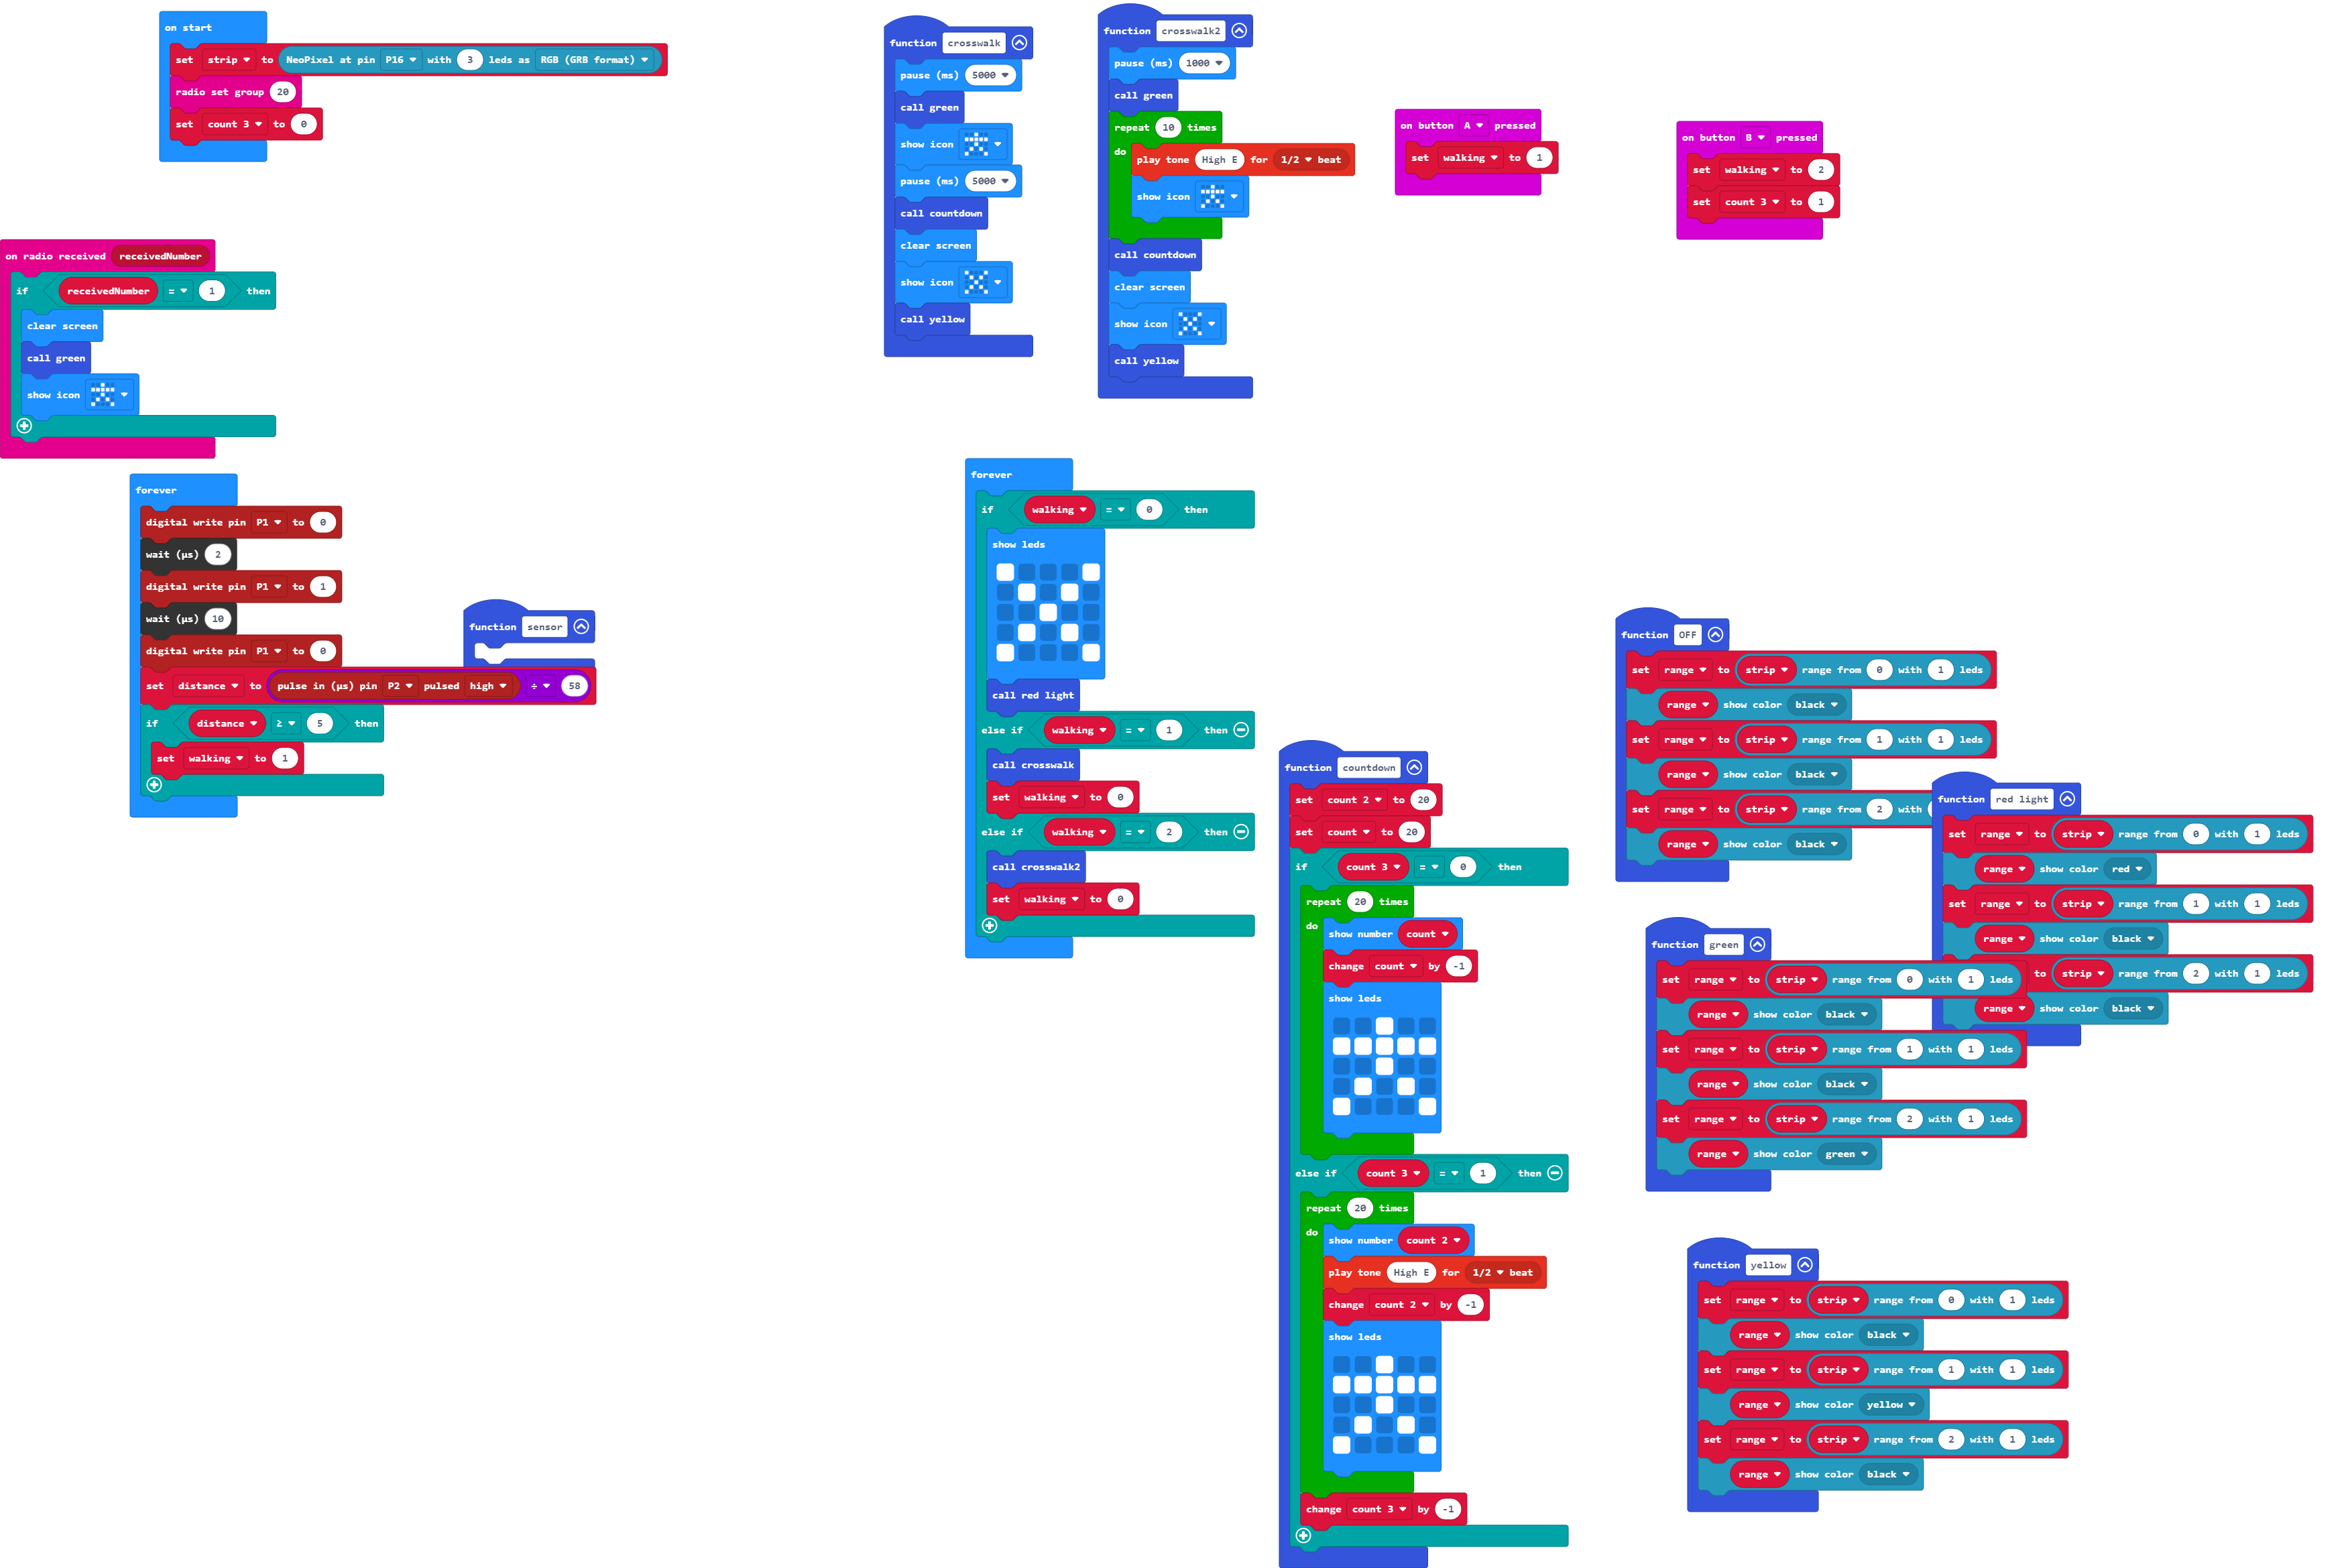 on start
set strip to NeoPixel at pin P16 with 3 leds as RGB (GRB format)
radio set group 20
set count 3 to 0
on radio received receivedNumber
if receivedNumber = 1 then
clear screen
call green
show icon
forever
digital write pin P1 to 0
wait (µs) 2
digital write pin P1 to 1
wait (µs) 10
digital write pin P1 to 0
set distance to pulse in (µs) pin P2 pulsed high ÷ 58
if distance ≥ 5 then
set walking to 1
function sensor
function crosswalk
pause (ms) 5000
call green
show icon
pause (ms) 5000
call countdown
clear screen
show icon
call yellow
function crosswalk2
pause (ms) 1000
call green
repeat 10 times
do play tone High E for 1/2 beat
show icon
call countdown
clear screen
show icon
call yellow
on button A pressed
set walking to 1
on button B pressed
set walking to 2
set count 3 to 1
forever
if walking = 0 then
show leds
call red light
else if walking = 1 then
call crosswalk
set walking to 0
else if walking = 2 then
call crosswalk2
set walking to 0
function countdown
set count 2 to 20
set count to 20
if count 3 = 0 then
repeat 20 times
do show number count
change count by -1
show leds
else if count 3 = 1 then
repeat 20 times
do show number count 2
play tone High E for 1/2 beat
change count 2 by -1
show leds
change count 3 by -1
function OFF
set range to strip range from 0 with 1 leds
range show color black
set range to strip range from 1 with 1 leds
range show color black
set range to strip range from 2 with
range show color black
function red light
set range to strip range from 0 with 1 leds
range show color red
set range to strip range from 1 with 1 leds
range show color black
to strip range from 2 with 1 leds
range show color black
function green
set range to strip range from 0 with 1 leds
range show color black
set range to strip range from 1 with 1 leds
range show color black
set range to strip range from 2 with 1 leds
range show color green
function yellow
set range to strip range from 0 with 1 leds
range show color black
set range to strip range from 1 with 1 leds
range show color yellow
set range to strip range from 2 with 1 leds
range show color black